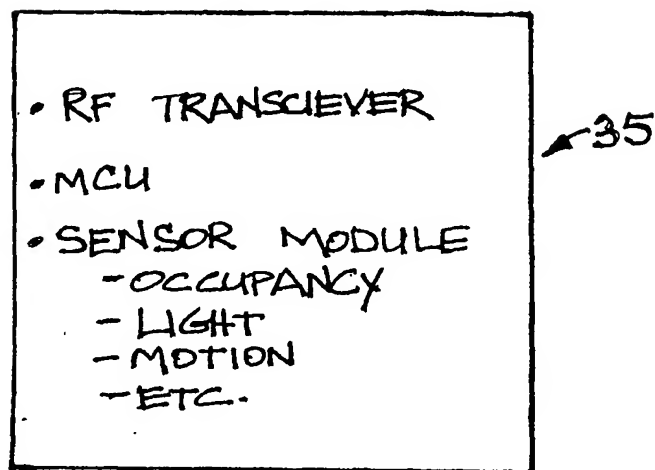 • RF TRANSCIEVER
35
• MCU
• SENSOR MODULE
- OCCUPANCY
- LIGHT
- MOTION
- ETC.